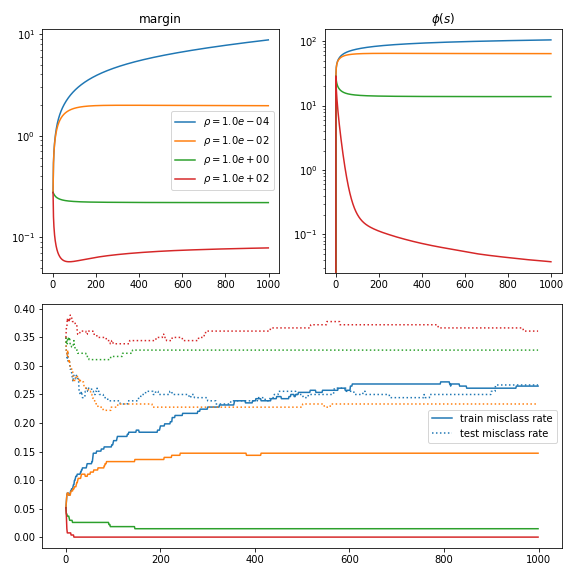 margin
10¹
10⁰
10⁻¹
0 200 400 600 800 1000
ρ = 1.0e − 04
ρ = 1.0e − 02
ρ = 1.0e + 00
ρ = 1.0e + 02
ϕ(s)
10²
10¹
10⁰
10⁻¹
0 200 400 600 800 1000
0.40
0.35
0.30
0.25
0.20
0.15
0.10
0.05
0.00
0 200 400 600 800 1000
train misclass rate
test misclass rate